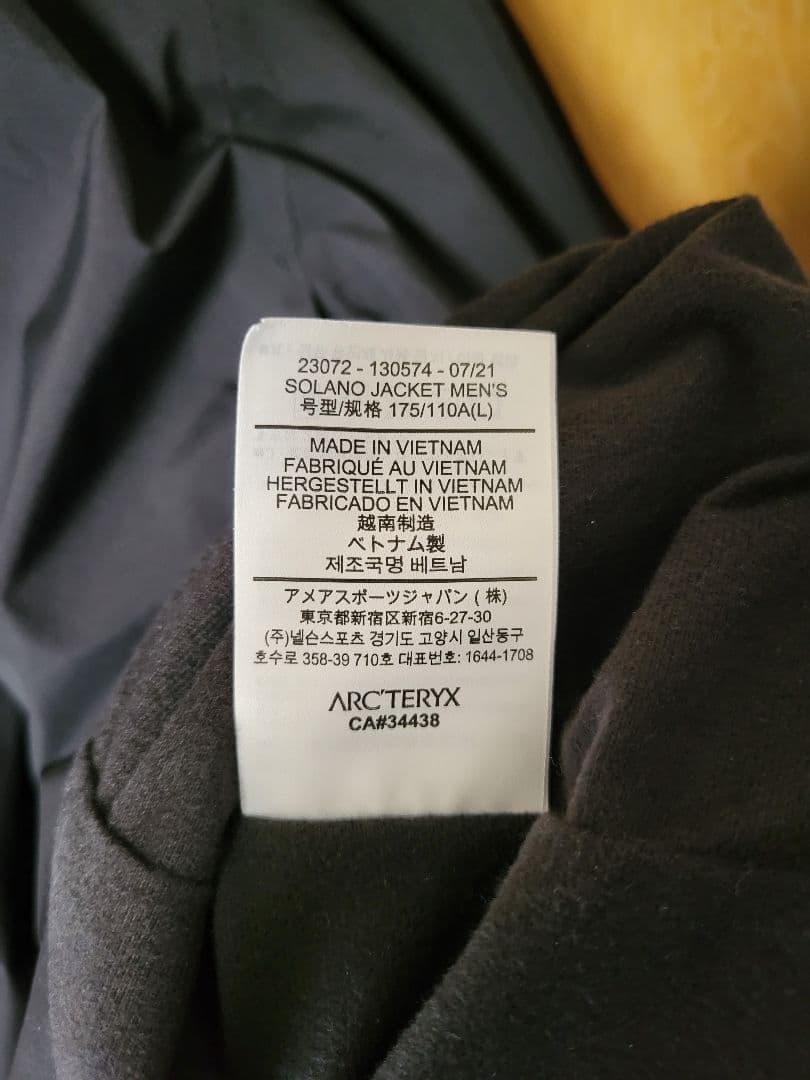 23072 - 130574 - 07/21
SOLANO JACKET MEN'S
号型/规格 175/110A(L)
MADE IN VIETNAM
FABRIQUÉ AU VIETNAM
HERGESTELLT IN VIETNAM
FABRICADO EN VIETNAM
越南制造
ベトナム製
제조국명 베트남
アメアスポーツジャパン (株)
東京都新宿区新宿6-27-30
(주)넬슨스포츠 경기도 고양시 일산동구
호수로 358-39 710호 대표번호: 1644-1708
ARC'TERYX
CA#34438